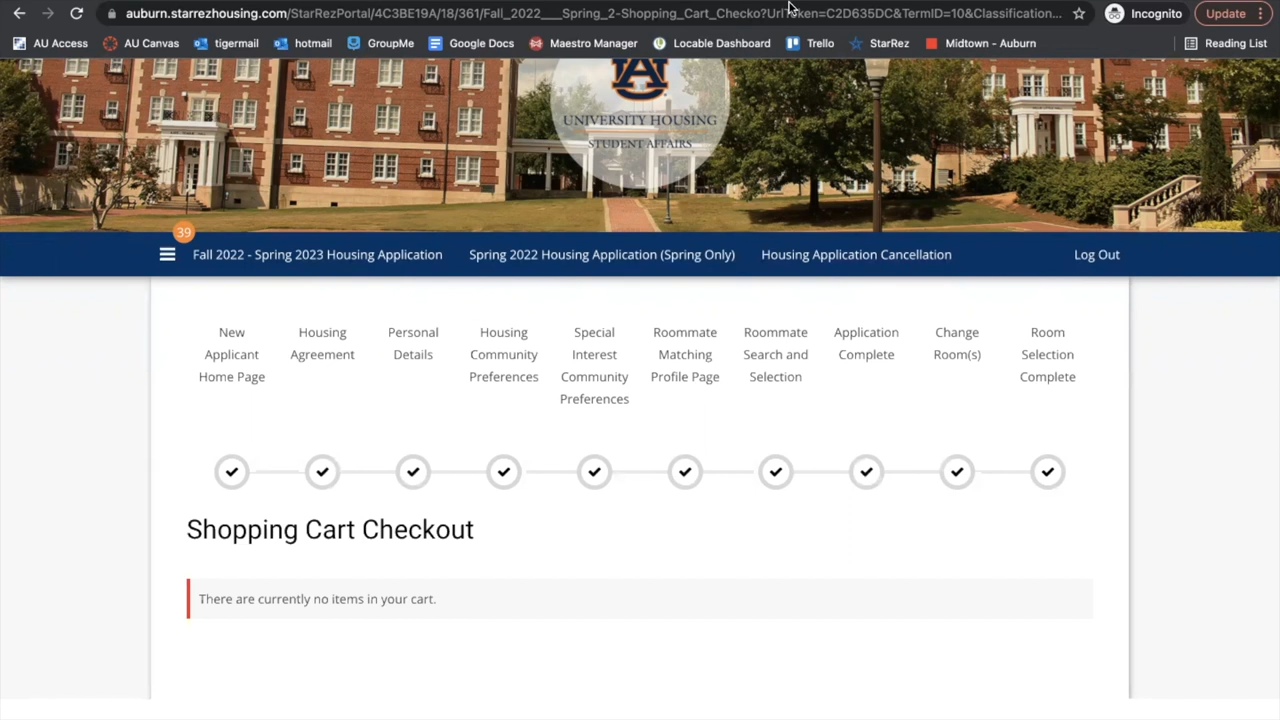 auburn.starrezhousing.com/StarRezPortal/4C3BE19A/18/361/Fall_2022___Spring_2-Shopping_Cart_Checko?UrlToken=C2D635DC&TermID=10&Classification...
Incognito
Update
AU Access
AU Canvas
tigermail
hotmail
GroupMe
Google Docs
Maestro Manager
Locable Dashboard
Trello
StarRez
Midtown - Auburn
Reading List
AU
UNIVERSITY HOUSING
STUDENT AFFAIRS
39
Fall 2022 - Spring 2023 Housing Application
Spring 2022 Housing Application (Spring Only)
Housing Application Cancellation
Log Out
New
Applicant
Home Page
Housing
Agreement
Personal
Details
Housing
Community
Preferences
Special
Interest
Community
Preferences
Roommate
Matching
Profile Page
Roommate
Search and
Selection
Application
Complete
Change
Room(s)
Room
Selection
Complete
Shopping Cart Checkout
There are currently no items in your cart.